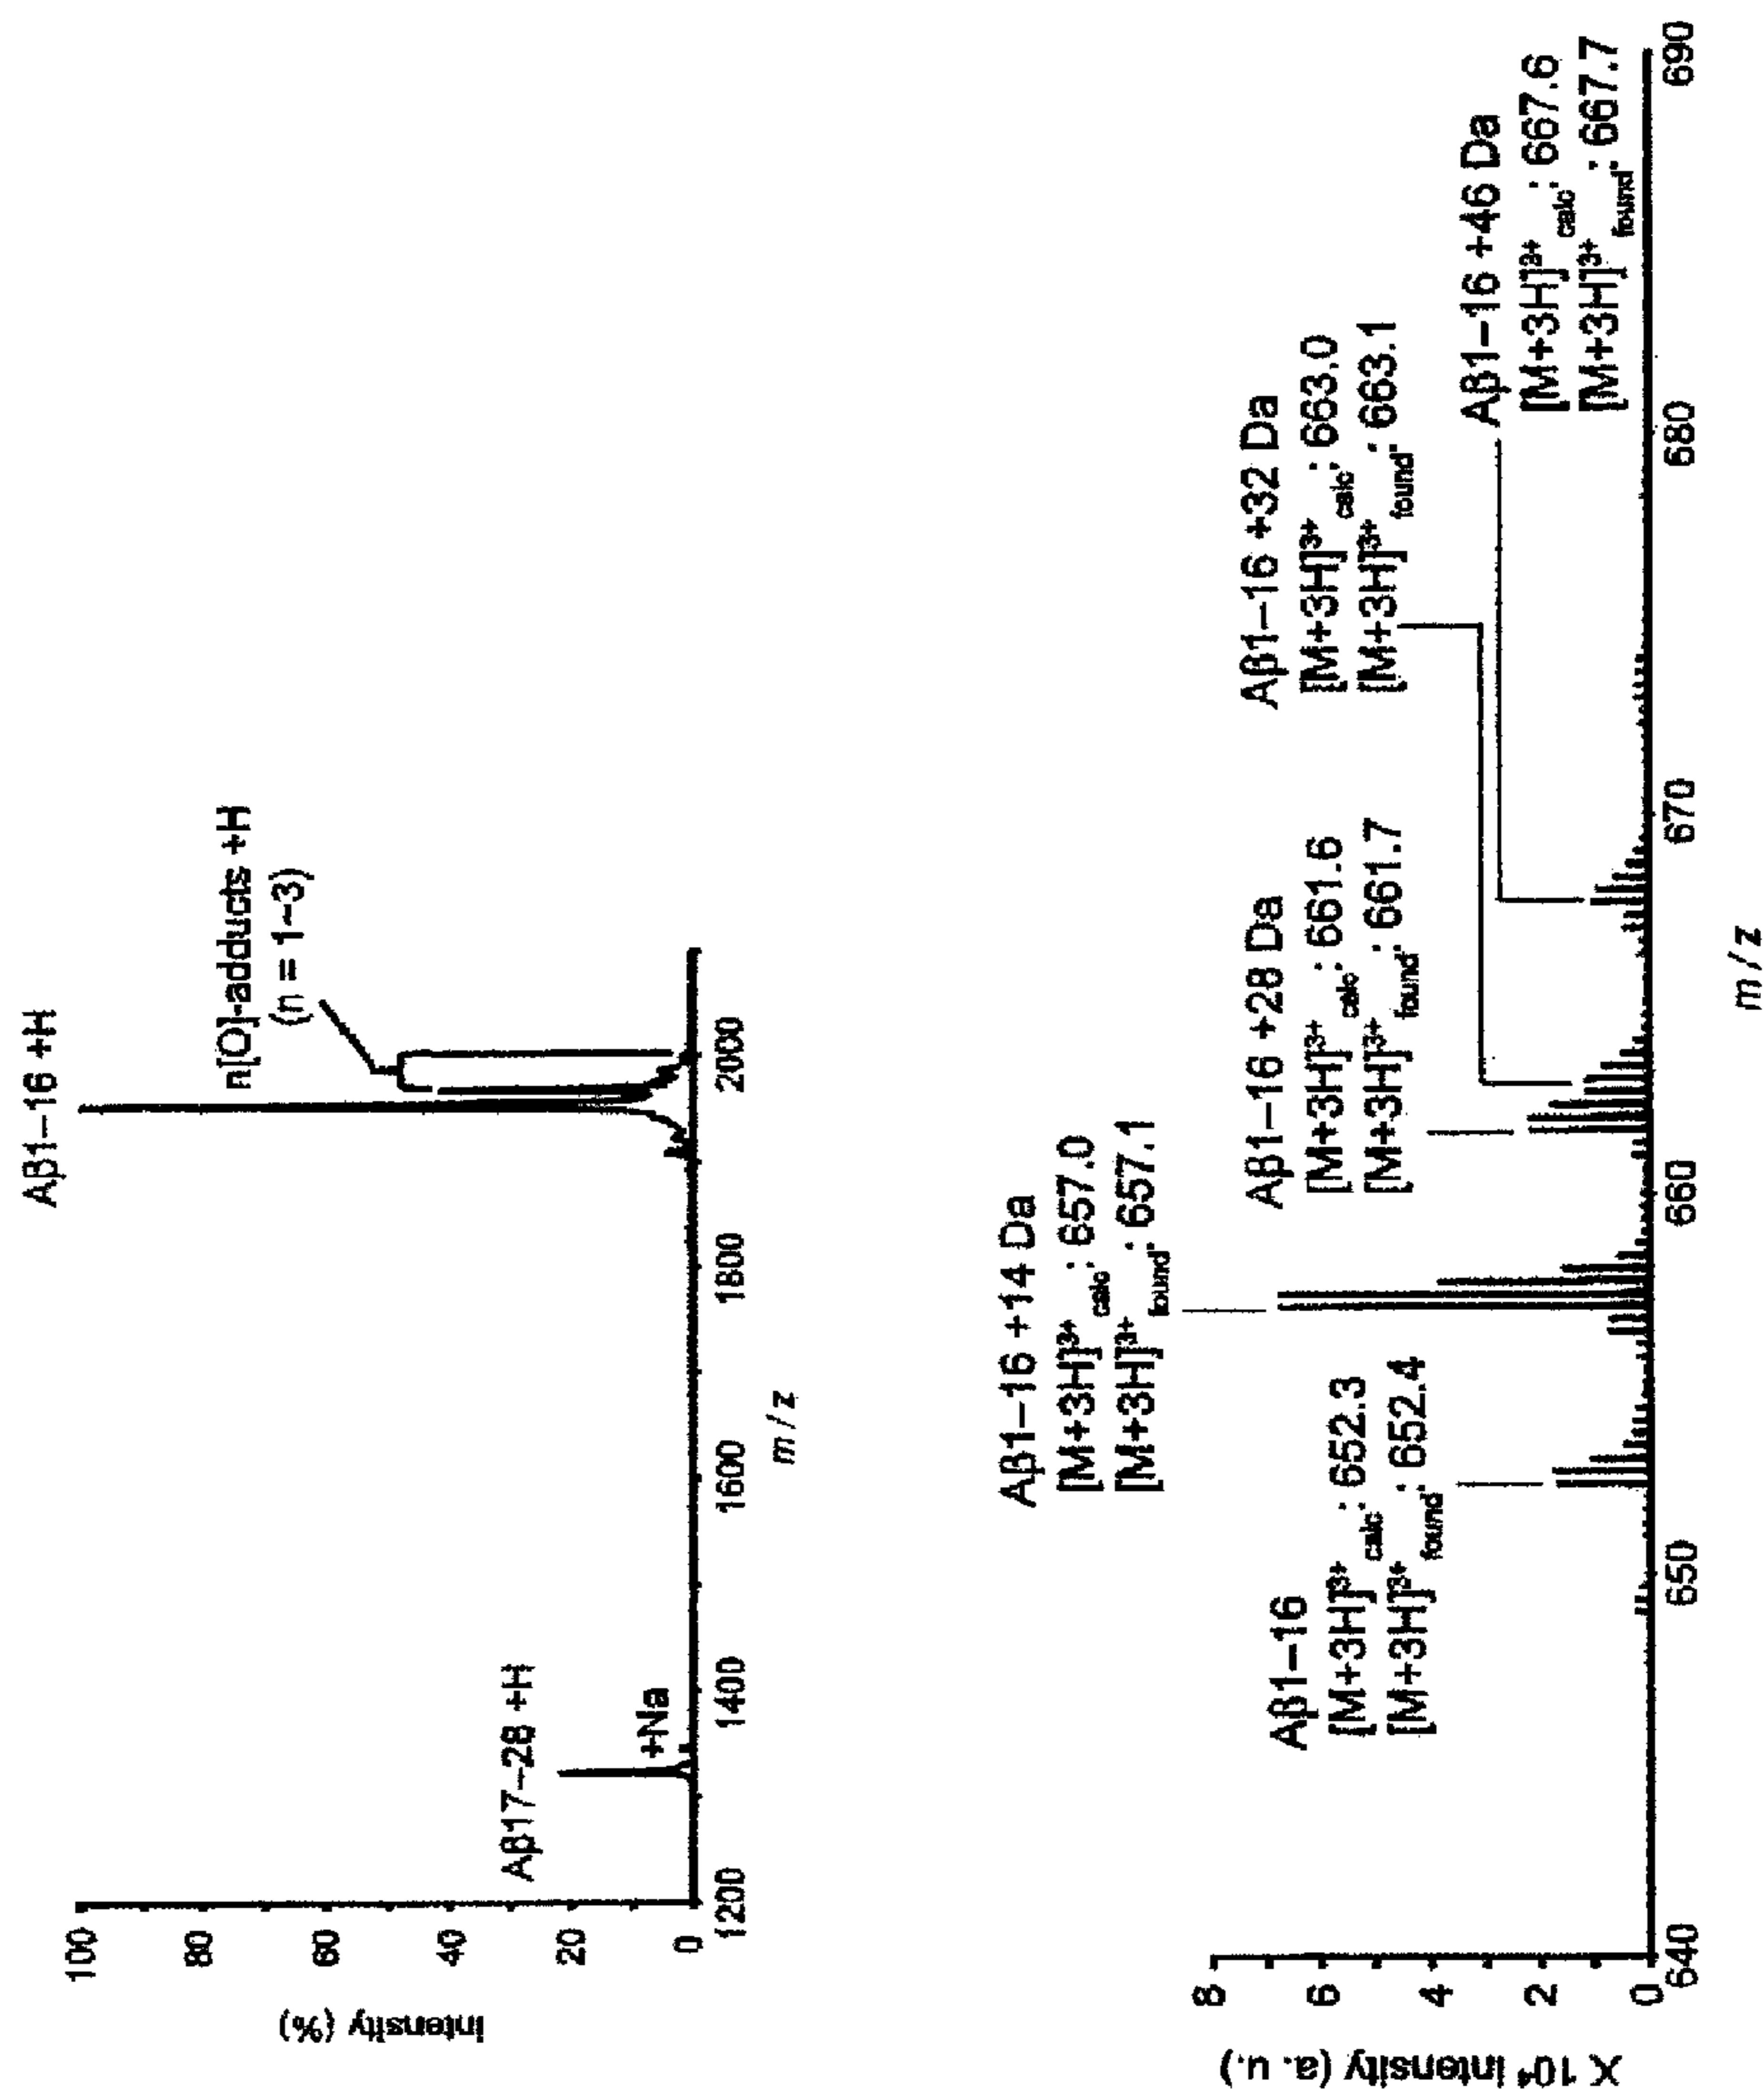 Aβ1–16 +H
n[O]-adducts +H
(n = 1~3)
Aβ17–28 +H
+Na
100
80
60
40
20
0
intensity (%)
1200
1400
1600
1800
2000
m/z
Aβ1–16 +14 Da
[M+3H]³⁺calc.: 657.0
[M+3H]³⁺found.: 657.1
Aβ1–16 +28 Da
[M+3H]³⁺calc.: 661.6
[M+3H]³⁺found.: 661.7
Aβ1–16 +32 Da
[M+3H]³⁺calc.: 663.0
[M+3H]³⁺found.: 663.1
Aβ1–16
[M+3H]³⁺calc.: 652.3
[M+3H]³⁺found.: 652.4
Aβ1–16 +46 Da
[M+3H]³⁺calc.: 667.6
[M+3H]³⁺found.: 667.7
8
6
4
2
0
X 10⁴ intensity (a. u.)
640
650
660
670
680
690
m/z